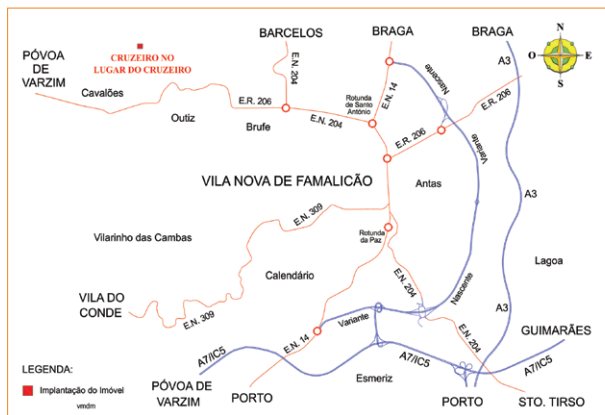 BARCELOS
BRAGA
BRAGA
N
O
E
S
PÓVOA
DE
VARZIM
CRUZEIRO NO
LUGAR DO CRUZEIRO
E.N. 204
E.N. 14
Nascente
A3
Cavalões
E.R. 206
Rotunda
de Santo
António
E.R. 206
Outiz
Brufe
E.N. 204
E.R. 206
Variante
VILA NOVA DE FAMALICÃO
Antas
A3
E.N. 309
Vilarinho das Cambas
Rotunda
da Paz
Calendário
E.N. 204
Lagoa
VILA DO
CONDE
E.N. 309
Nascente
A3
Variante
E.N. 204
GUIMARÃES
E.N. 14
A7/IC5
A7/IC5
A7/IC5
LEGENDA:
Implantação do Imóvel
vmdm
PÓVOA DE
VARZIM
PORTO
Esmeriz
PORTO
STO. TIRSO